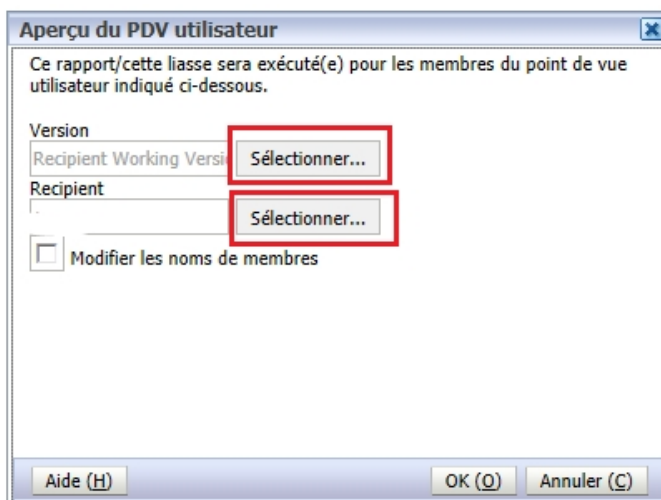 Aperçu du PDV utilisateur
Ce rapport/cette liasse sera exécuté(e) pour les membres du point de vue
utilisateur indiqué ci-dessous.
Version
Recipient Working Versi Sélectionner...
Recipient
Sélectionner...
Modifier les noms de membres
Aide (H) OK (O) Annuler (C)